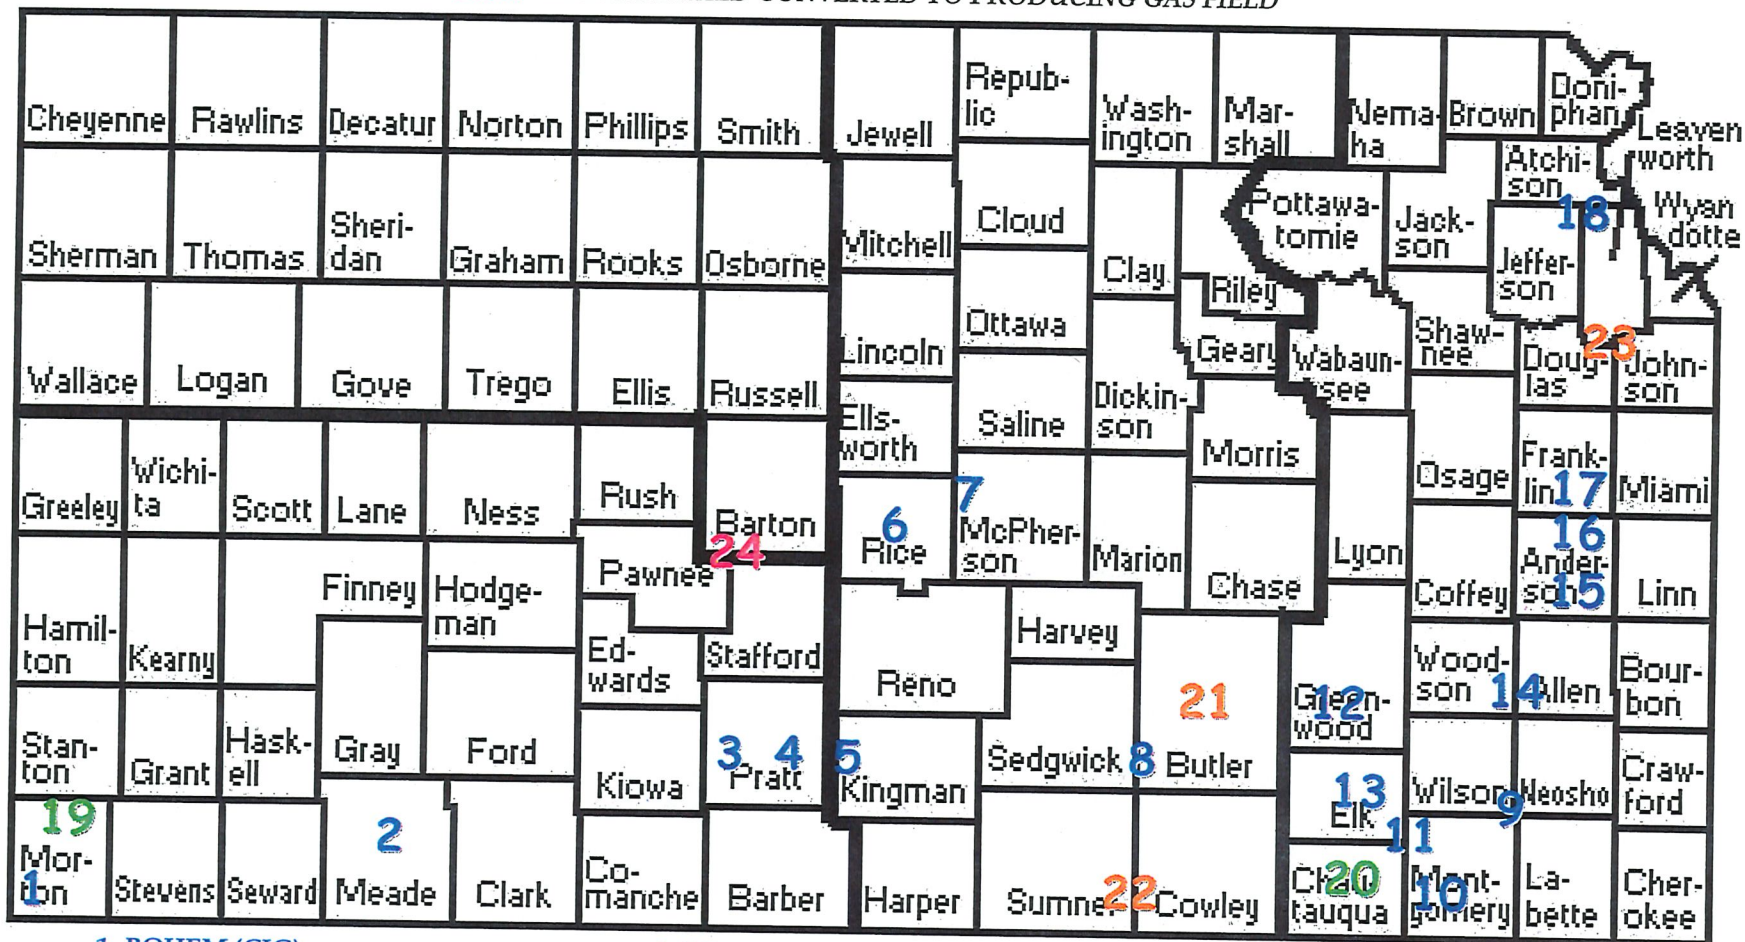 CONVERTED TO PRODUCING GAS FIELD
Cheyenne Rawlins Decatur Norton Phillips Smith Jewell
Repub-
lic
Wash-
ington
Mar-
shall
Nema-
ha
Brown
Doni-
phan
Leaven
worth
Atchi-
son
18
Wyan
dotte
Sherman Thomas
Sheri-
dan
Graham Rooks Osborne Mitchell
Cloud
Clay
Riley
Pottawa-
tomie
Jack-
son
Jeffer-
son
Wallace Logan Gove Trego Ellis Russell
Lincoln
Ottawa
Geary
Wabaun-
see
Shaw-
nee
Doug-
las
23
John-
son
Ells-
worth
Saline
Dickin-
son
Morris
Osage
Frank-
lin
17
Miami
Greeley
Wichi-
ta
Scott Lane Ness Rush Barton
24
6
Rice
7
McPher-
son
Marion
Chase
Lyon
Coffey
16
Ander-
son
15
Linn
Hamil-
ton
Kearny
Finney
Hodge-
man
Pawnee
Ed-
wards
Stafford
Reno
Harvey
21
Butler
Green-
wood
12
Wood-
son
14
Allen
Bour-
bon
Stan-
ton
Grant
Hask-
ell
Gray Ford Kiowa
3 4
Pratt
5
Kingman
Sedgwick
8
13
Elk
11
Wilson
9
Neosho
Craw-
ford
19
Mor-
ton
1
Stevens Seward
2
Meade
Clark
Co-
manche
Barber Harper Sumner
22
Cowley
20
Chau-
tauqua
Mont-
gomery
10
La-
bette
Cher-
okee